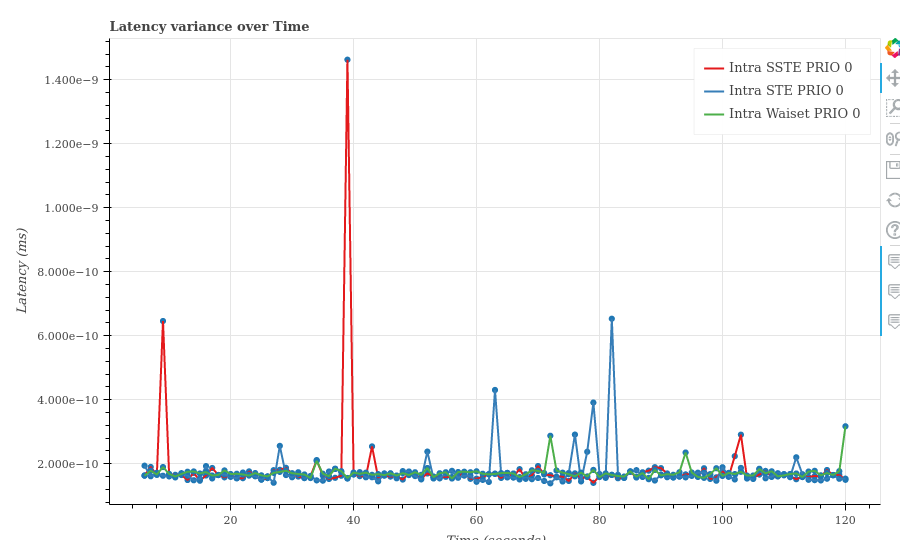 Latency variance over Time
Intra SSTE PRIO 0
Intra STE PRIO 0
Intra Waiset PRIO 0
Latency (ms)
1.400e−9
1.200e−9
1.000e−9
8.000e−10
6.000e−10
4.000e−10
2.000e−10
20 40 60 80 100 120
Time (seconds)